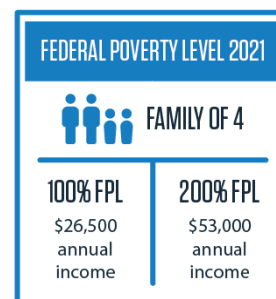 FEDERAL POVERTY LEVEL 2021
FAMILY OF 4
100% FPL
$26,500
annual
income
200% FPL
$53,000
annual
income